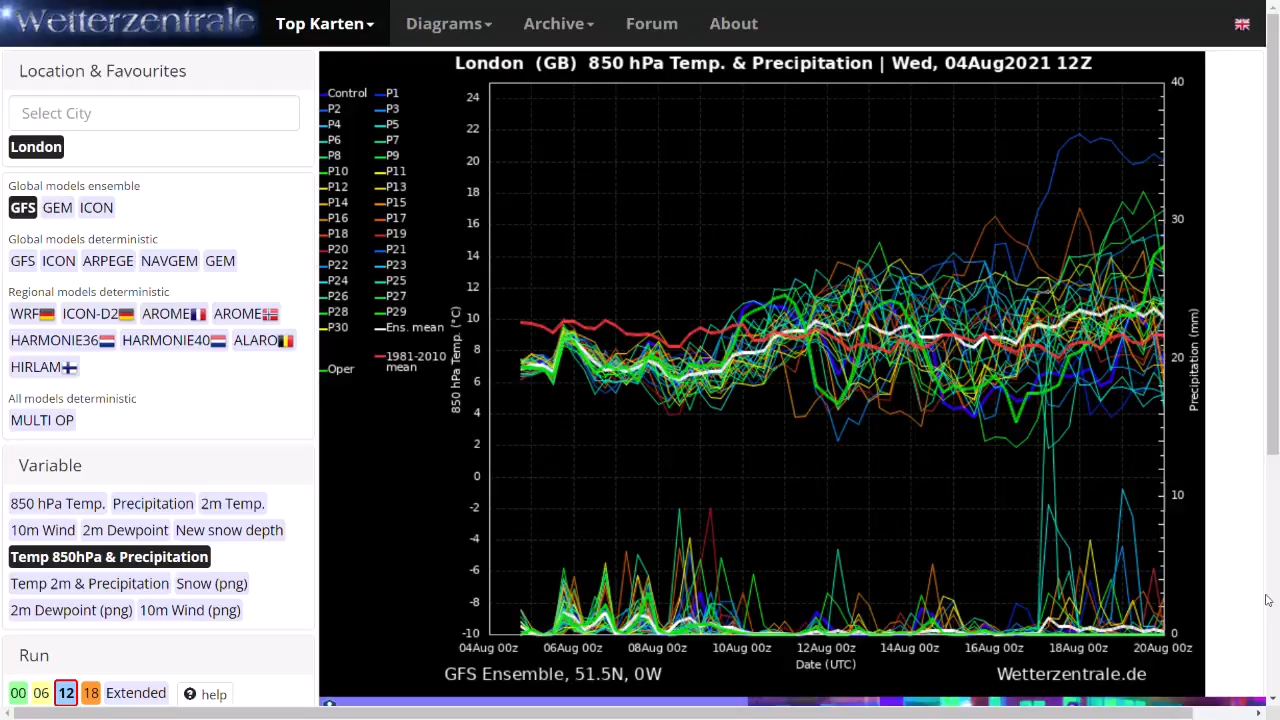 Wetterzentrale
Top Karten
Diagrams
Archive
Forum
About
Location & Favourites
Select City
London
Global models ensemble
GFS GEM ICON
Global models deterministic
GFS ICON ARPEGE NAVGEM GEM
Regional models deterministic
WRF ICON-D2 AROME AROME
HARMONIE36 HARMONIE40 ALARO
HIRLAM
All models deterministic
MULTI OP
Variable
850 hPa Temp. Precipitation 2m Temp.
10m Wind 2m Dewpoint New snow depth
Temp 850hPa & Precipitation
Temp 2m & Precipitation Snow (png)
2m Dewpoint (png) 10m Wind (png)
Run
00 06 12 18 Extended help
London (GB) 850 hPa Temp. & Precipitation | Wed, 04Aug2021 12Z
Control P1
P2 P3
P4 P5
P6 P7
P8 P9
P10 P11
P12 P13
P14 P15
P16 P17
P18 P19
P20 P21
P22 P23
P24 P25
P26 P27
P28 P29
P30 Ens. mean
1981-2010
mean
Oper
850 hPa Temp. (°C)
24
22
20
18
16
14
12
10
8
6
4
2
0
-2
-4
-6
-8
-10
40
30
20
10
0
Precipitation (mm)
04Aug 00z 06Aug 00z 08Aug 00z 10Aug 00z 12Aug 00z 14Aug 00z 16Aug 00z 18Aug 00z 20Aug 00z
Date (UTC)
GFS Ensemble, 51.5N, 0W
Wetterzentrale.de